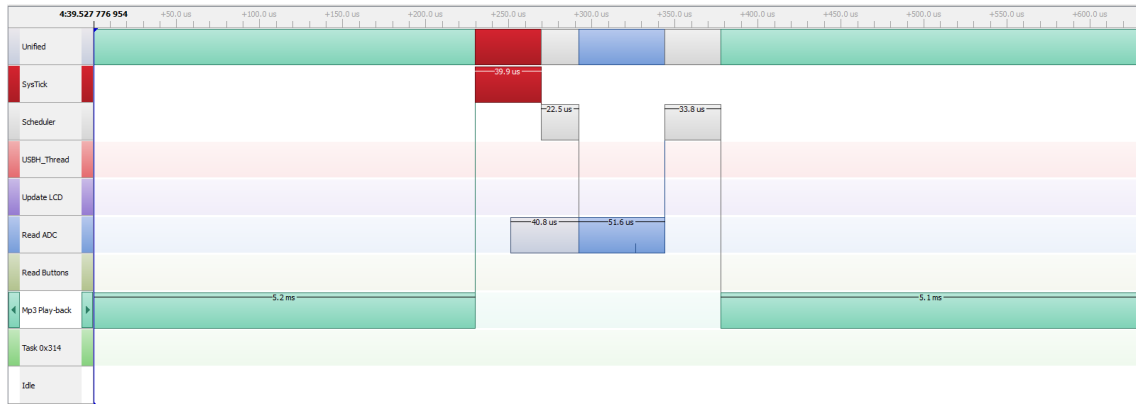 4:39.527 776 954 +50.0 us +100.0 us +150.0 us +200.0 us +250.0 us +300.0 us +350.0 us +400.0 us +450.0 us +500.0 us +550.0 us +600.0 us
Unified
SysTick 39.9 us
Scheduler 22.5 us 33.8 us
USBH_Thread
Update LCD
Read ADC 40.8 us 51.6 us
Read Buttons
Mp3 Play-back 5.2 ms 5.1 ms
Task 0x314
Idle